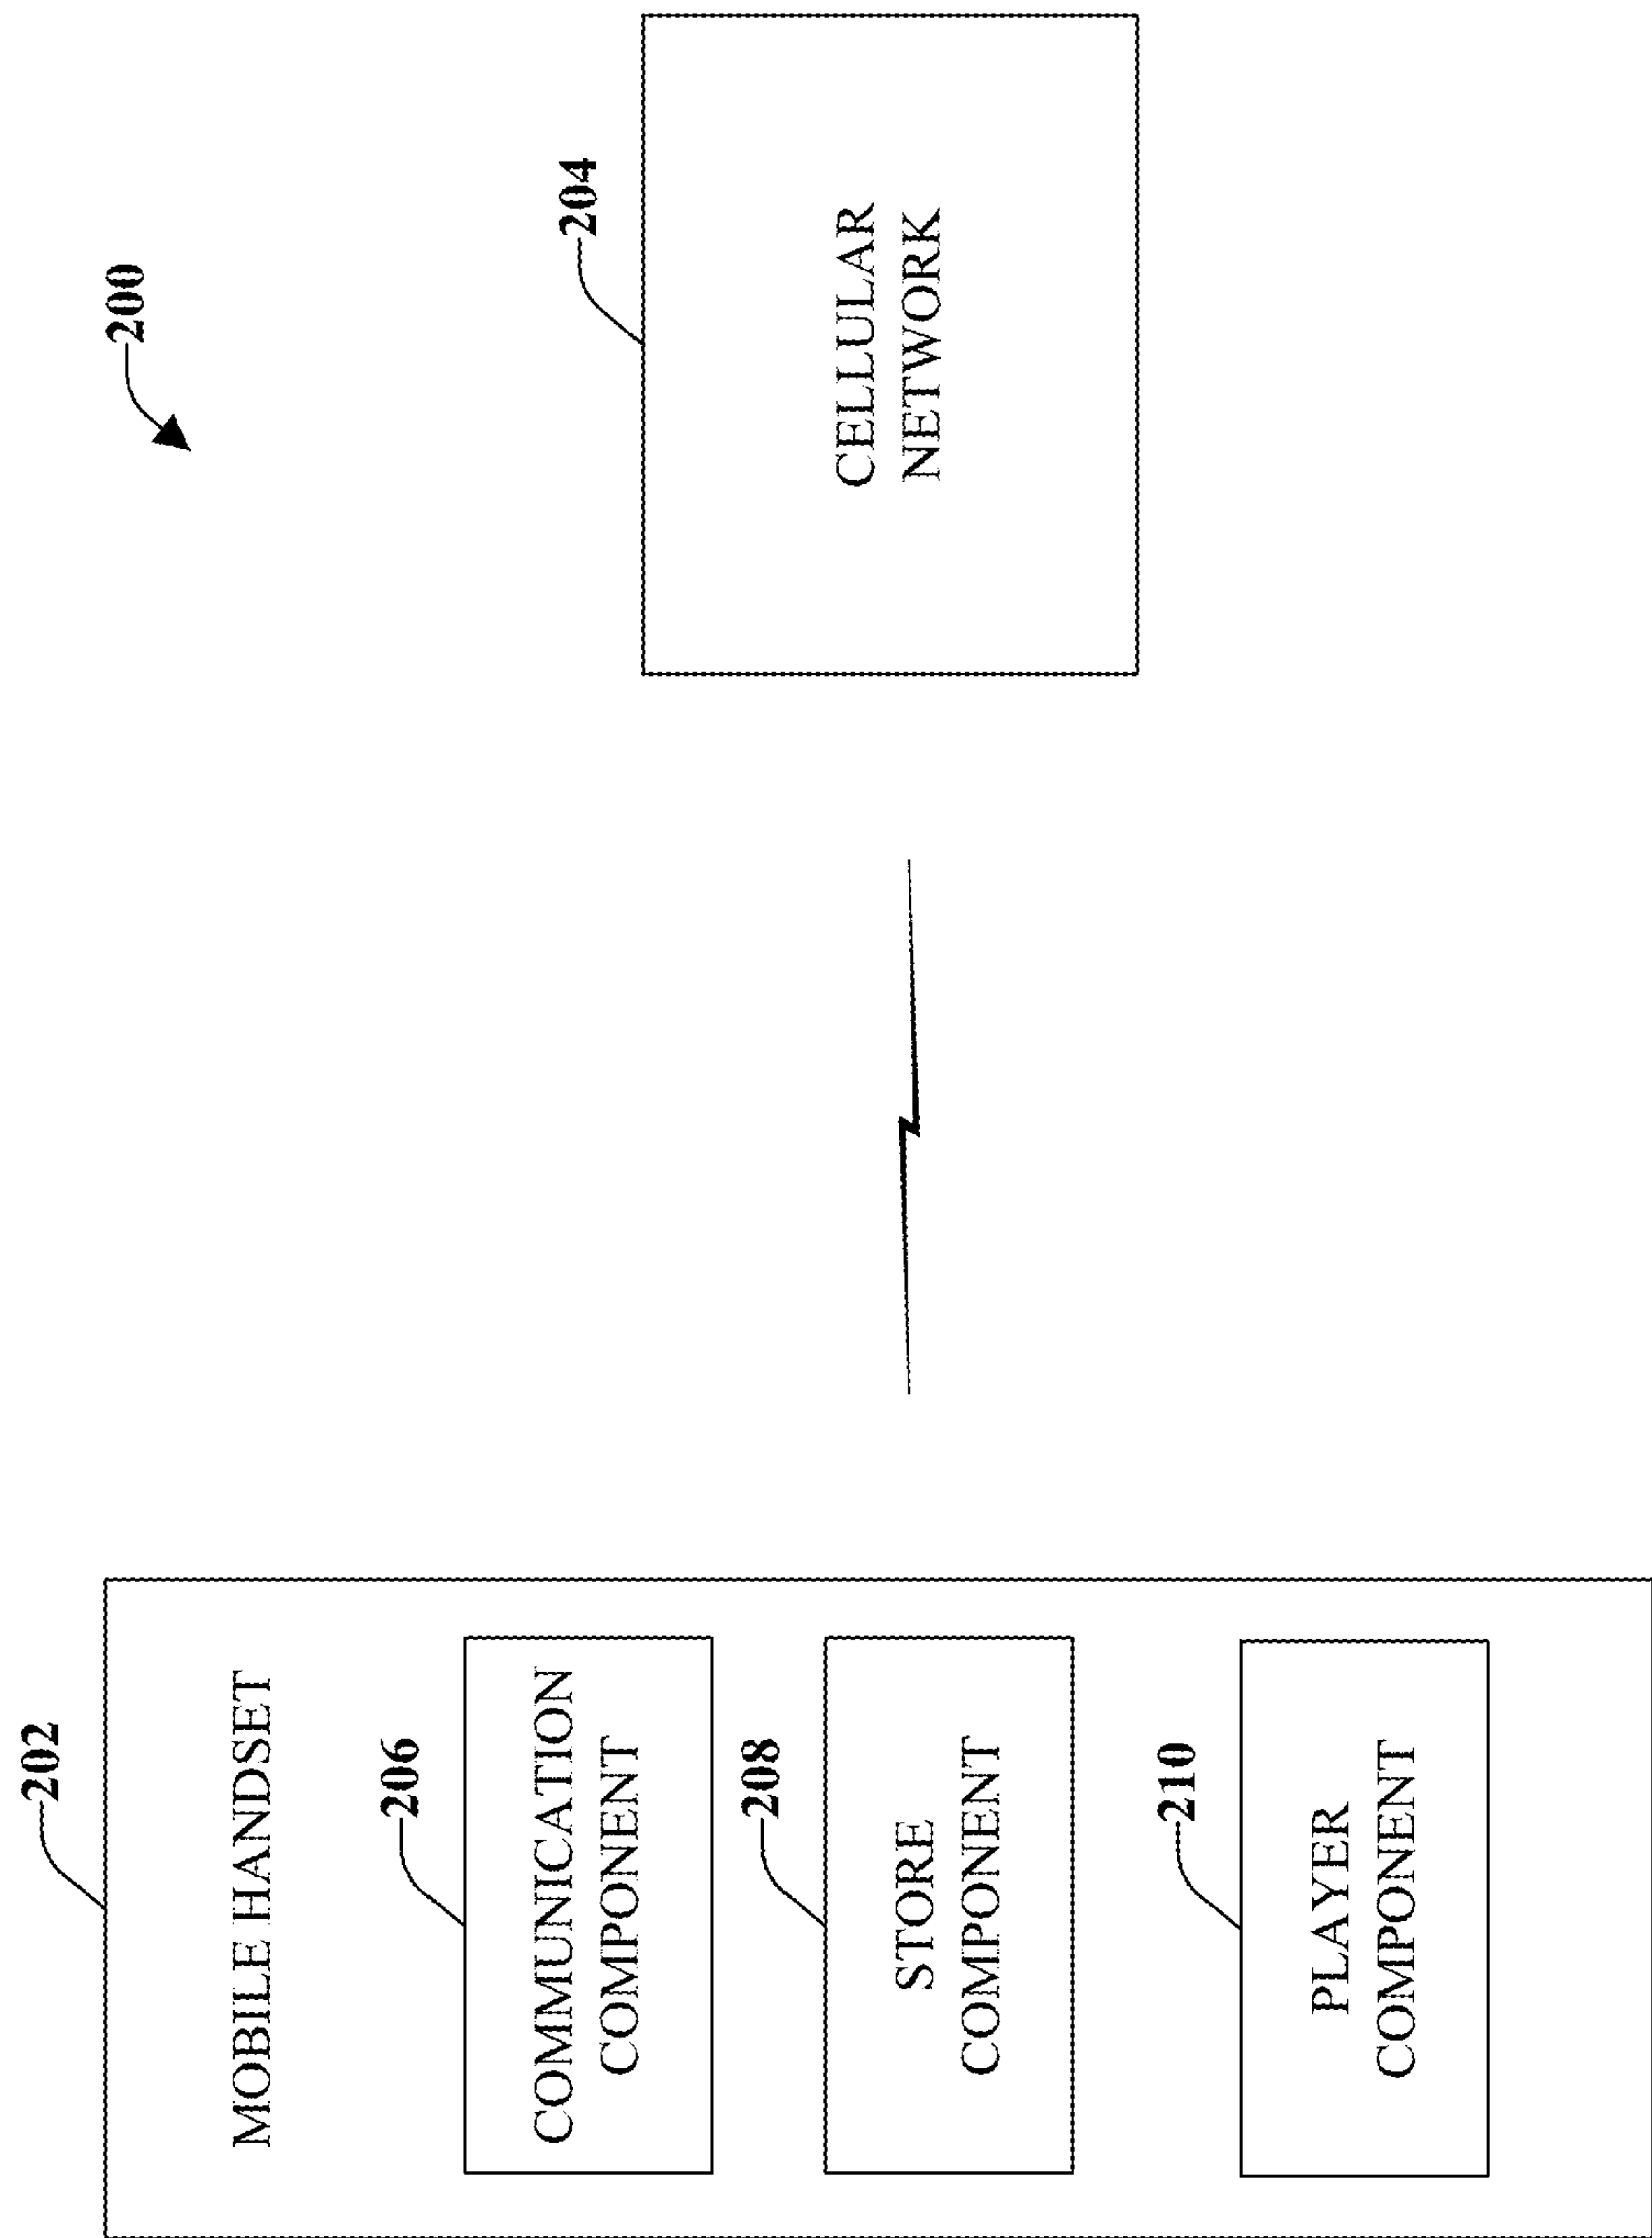 200
202
MOBILE HANDSET
206
COMMUNICATION
COMPONENT
208
STORE
COMPONENT
210
PLAYER
COMPONENT
204
CELLULAR
NETWORK